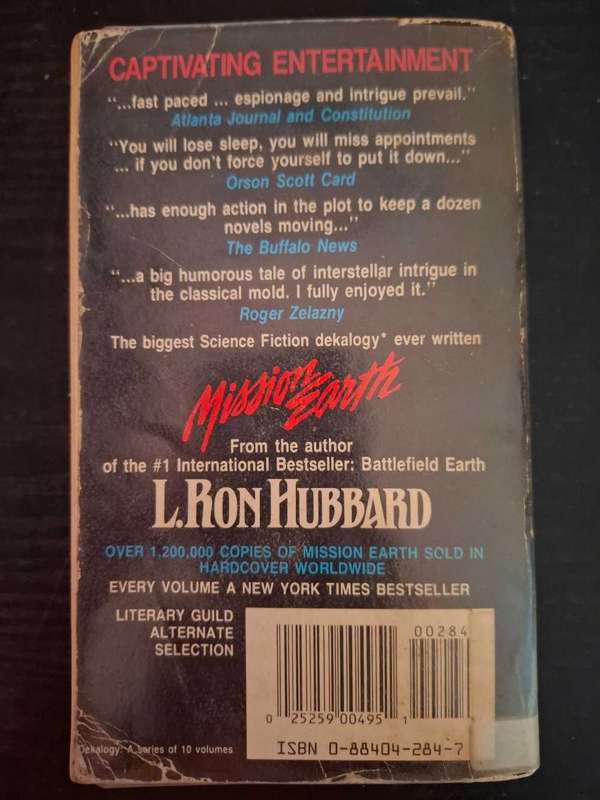 CAPTIVATING ENTERTAINMENT
"...fast paced ... espionage and intrigue prevail."
Atlanta Journal and Constitution
"You will lose sleep, you will miss appointments
... if you don't force yourself to put it down..."
Orson Scott Card
"...has enough action in the plot to keep a dozen
novels moving..."
The Buffalo News
"...a big humorous tale of interstellar intrigue in
the classical mold. I fully enjoyed it."
Roger Zelazny
The biggest Science Fiction dekalogy* ever written
Mission Earth
From the author
of the #1 International Bestseller: Battlefield Earth
L. RON HUBBARD
OVER 1,200,000 COPIES OF MISSION EARTH SOLD IN
HARDCOVER WORLDWIDE
EVERY VOLUME A NEW YORK TIMES BESTSELLER
LITERARY GUILD
ALTERNATE
SELECTION
00284
0 25259 00495 1
ISBN 0-88404-284-7
Dekalogy: A series of 10 volumes